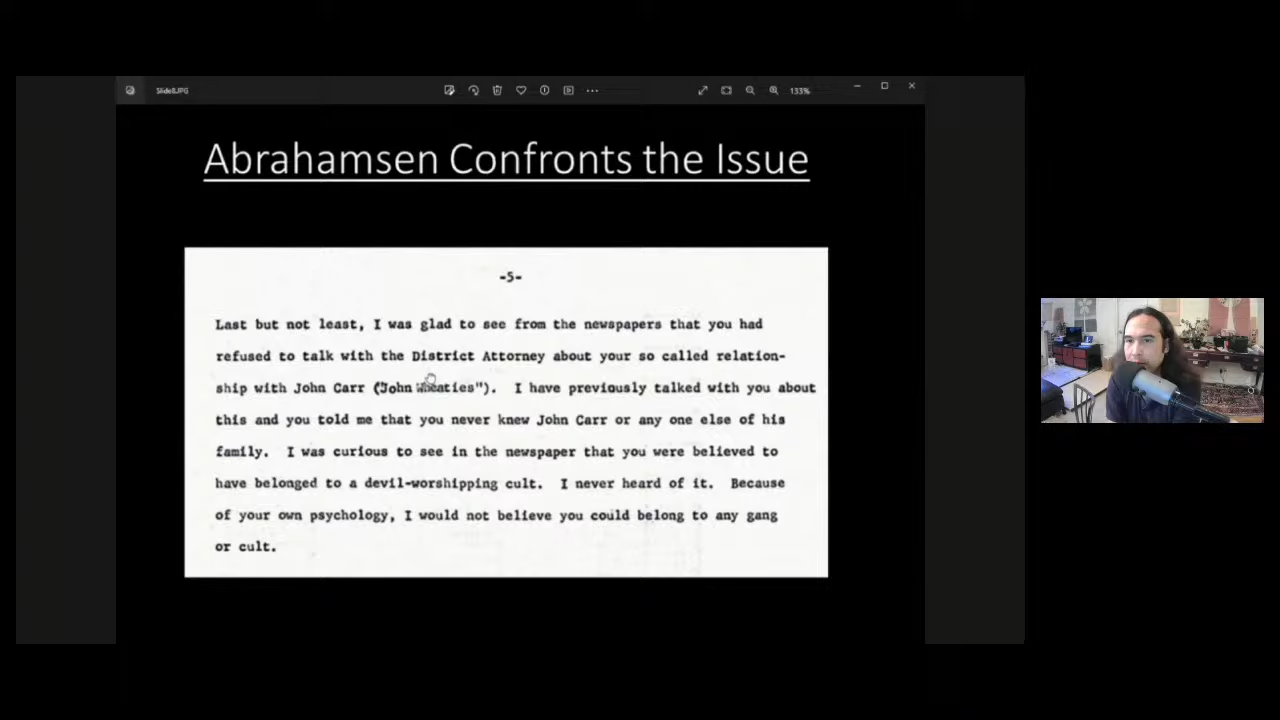 Slide8.JPG
133%
Abrahamsen Confronts the Issue
-5-
Last but not least, I was glad to see from the newspapers that you had
refused to talk with the District Attorney about your so called relation-
ship with John Carr ("John Wheaties"). I have previously talked with you about
this and you told me that you never knew John Carr or any one else of his
family. I was curious to see in the newspaper that you were believed to
have belonged to a devil-worshipping cult. I never heard of it. Because
of your own psychology, I would not believe you could belong to any gang
or cult.